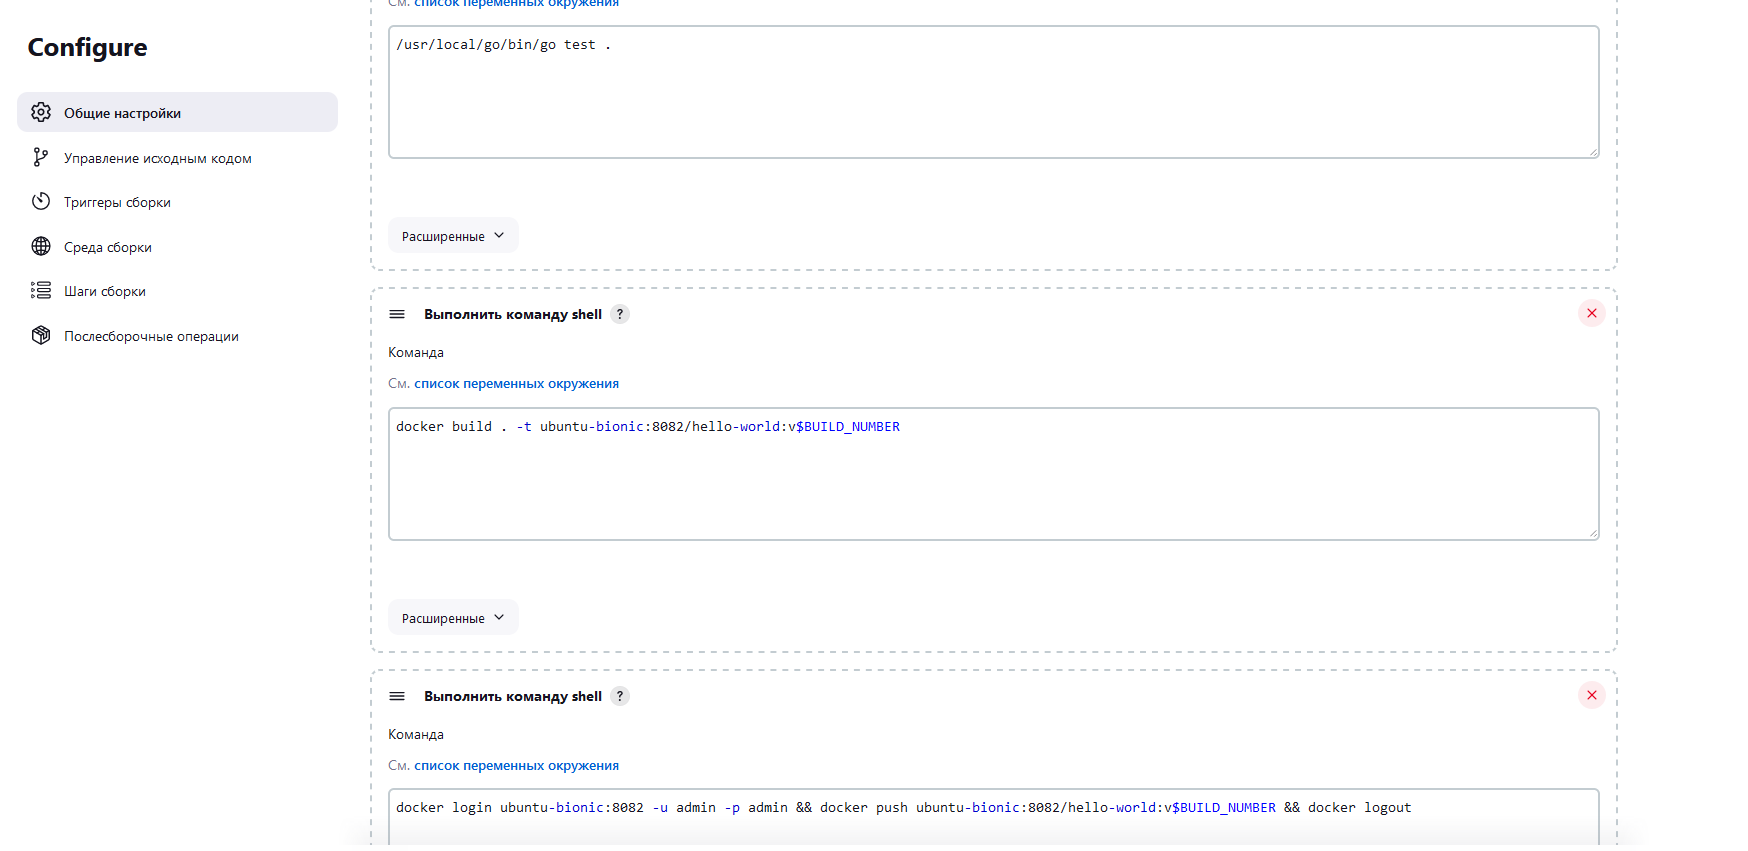 Configure
Общие настройки
Управление исходным кодом
Триггеры сборки
Среда сборки
Шаги сборки
Послесборочные операции
См. список переменных окружения
/usr/local/go/bin/go test .
Расширенные
Выполнить команду shell ?
Команда
См. список переменных окружения
docker build . -t ubuntu-bionic:8082/hello-world:v$BUILD_NUMBER
Расширенные
Выполнить команду shell ?
Команда
См. список переменных окружения
docker login ubuntu-bionic:8082 -u admin -p admin && docker push ubuntu-bionic:8082/hello-world:v$BUILD_NUMBER && docker logout